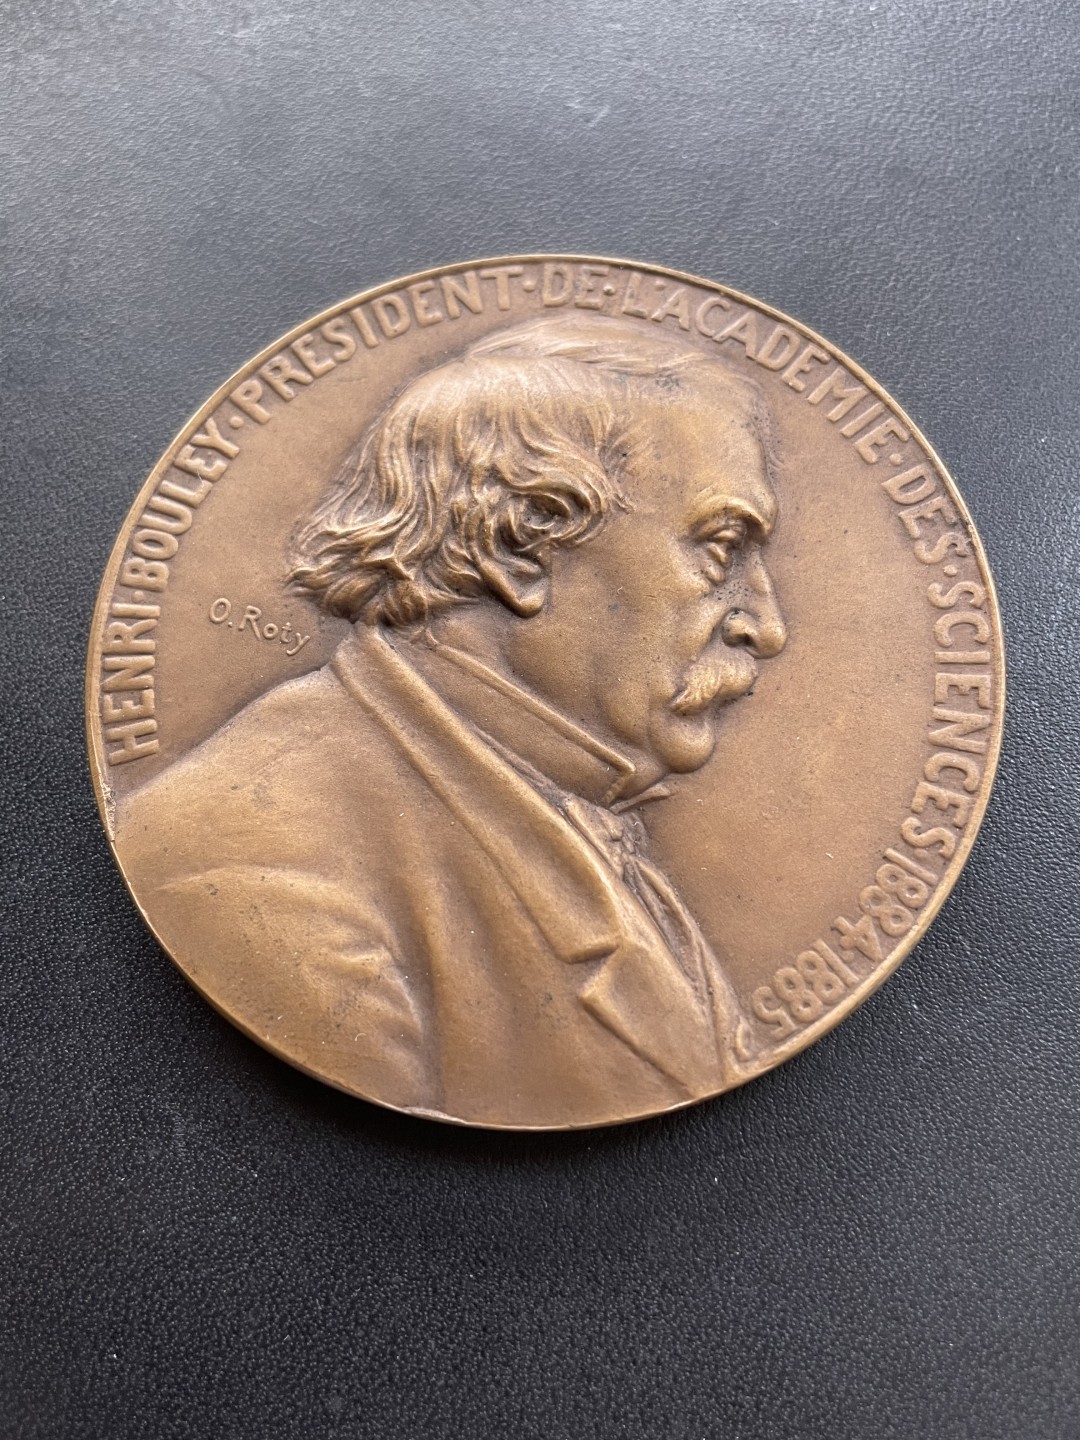 HENRI·BOULEY·PRESIDENT·DE·L'ACADEMIE·DES·SCIENCES/1884·1885
O. Roty